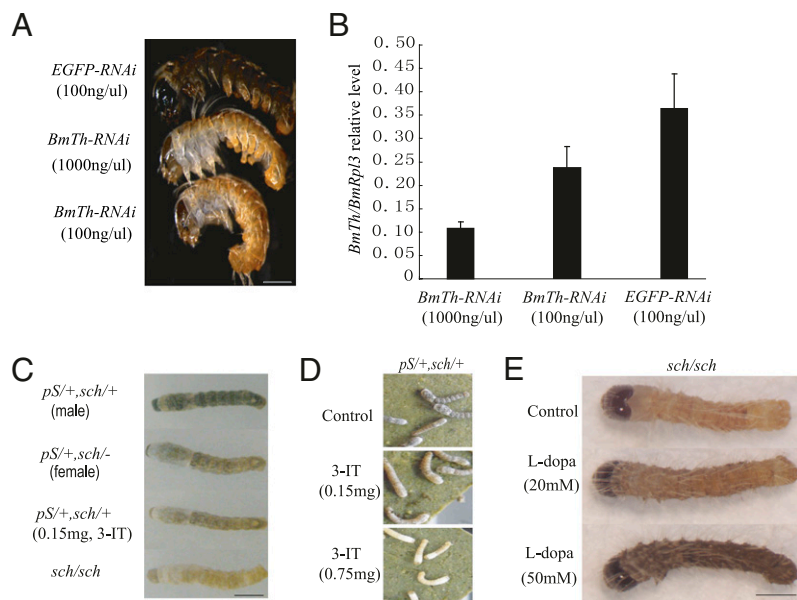 A
EGFP-RNAi
(100ng/ul)
BmTh-RNAi
(1000ng/ul)
BmTh-RNAi
(100ng/ul)
B
BmTh/BmRpl3 relative level
0.50
0.45
0.40
0.35
0.30
0.25
0.20
0.15
0.10
0.05
0
BmTh-RNAi
(1000ng/ul)
BmTh-RNAi
(100ng/ul)
EGFP-RNAi
(100ng/ul)
C
pS/+,sch/+
(male)
pS/+,sch/-
(female)
pS/+,sch/+
(0.15mg, 3-IT)
sch/sch
D
pS/+,sch/+
Control
3-IT
(0.15mg)
3-IT
(0.75mg)
E
sch/sch
Control
L-dopa
(20mM)
L-dopa
(50mM)